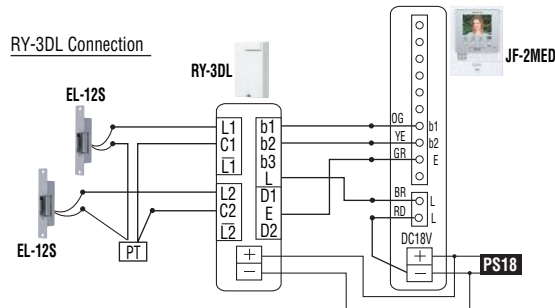 RY-3DL Connection
JF-2MED
RY-3DL
EL-12S
EL-12S
PT
L1
C1
L1
L2
C2
L2
b1
b2
b3
L
D1
E
D2
+
−
OG
b1
YE
b2
GR
E
BR
L
RD
L
DC18V
+
−
PS18